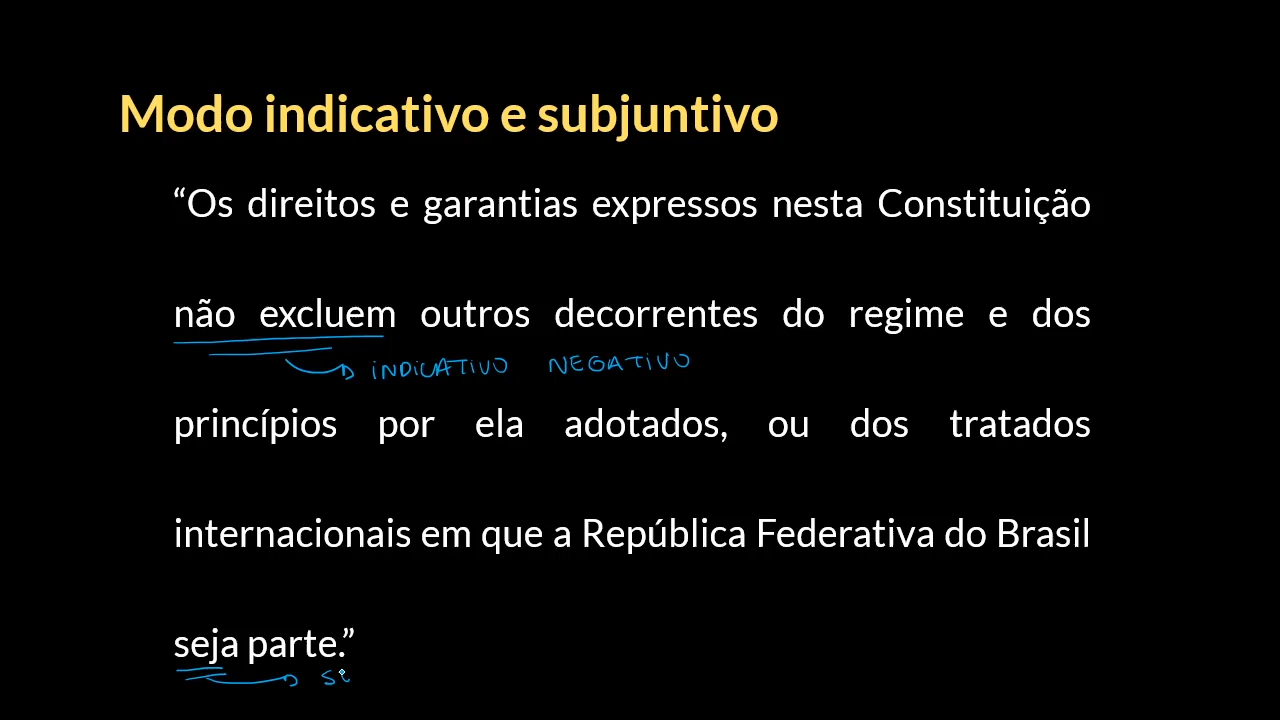 Modo indicativo e subjuntivo
“Os direitos e garantias expressos nesta Constituição
não excluem outros decorrentes do regime e dos
INDICATIVO NEGATIVO
princípios por ela adotados, ou dos tratados
internacionais em que a República Federativa do Brasil
seja parte.”